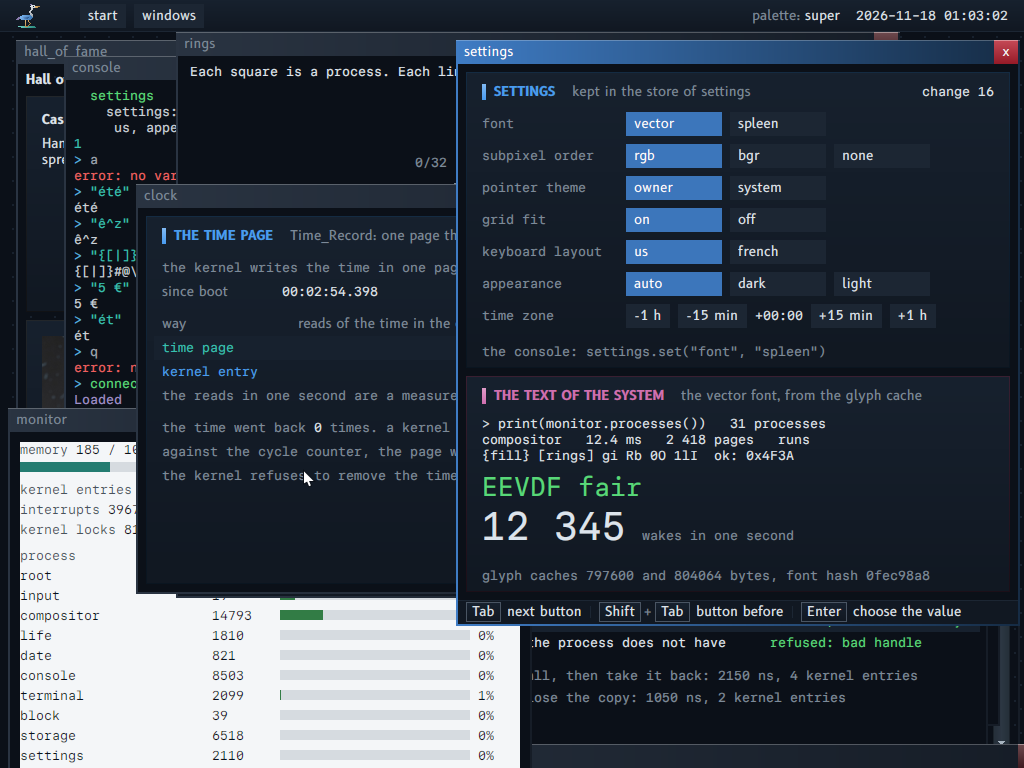 start windows palette: super 2026-11-18 01:03:02
hall_of_fame
console
rings
settings x
Hall o
Cas
Han
spre
settings
settings:
us, appe
1
> a
error: no var
> "été"
été
> "ê^z"
ê^z
> "{[|]}
{[|]}#@\
> "5 €"
5 €
> "ét"
ét
> q
error: n
> connec
Loaded
Each square is a process. Each lin
0/32
clock
THE TIME PAGE Time_Record: one page th
the kernel writes the time in one pag
since boot 00:02:54.398
way reads of the time in the
time page
kernel entry
the reads in one second are a measure
the time went back 0 times. a kernel
against the cycle counter, the page w
the kernel refuses to remove the time
SETTINGS kept in the store of settings change 16
font vector spleen
subpixel order rgb bgr none
pointer theme owner system
grid fit on off
keyboard layout us french
appearance auto dark light
time zone -1 h -15 min +00:00 +15 min +1 h
the console: settings.set("font", "spleen")
THE TEXT OF THE SYSTEM the vector font, from the glyph cache
> print(monitor.processes()) 31 processes
compositor 12.4 ms 2 418 pages runs
{fill} [rings] gi Rb 0O 1lI ok: 0x4F3A
EEVDF fair
12 345 wakes in one second
glyph caches 797600 and 804064 bytes, font hash 0fec98a8
Tab next button Shift + Tab button before Enter choose the value
monitor
memory 185 / 10
kernel entries
interrupts 3967
kernel locks 81
process
root
input
compositor 14793 0%
life 1810 0%
date 821 0%
console 8503 0%
terminal 2099 1%
block 39 0%
storage 6518 0%
settings 2110 0%
the process does not have refused: bad handle
all, then take it back: 2150 ns, 4 kernel entries
lose the copy: 1050 ns, 2 kernel entries